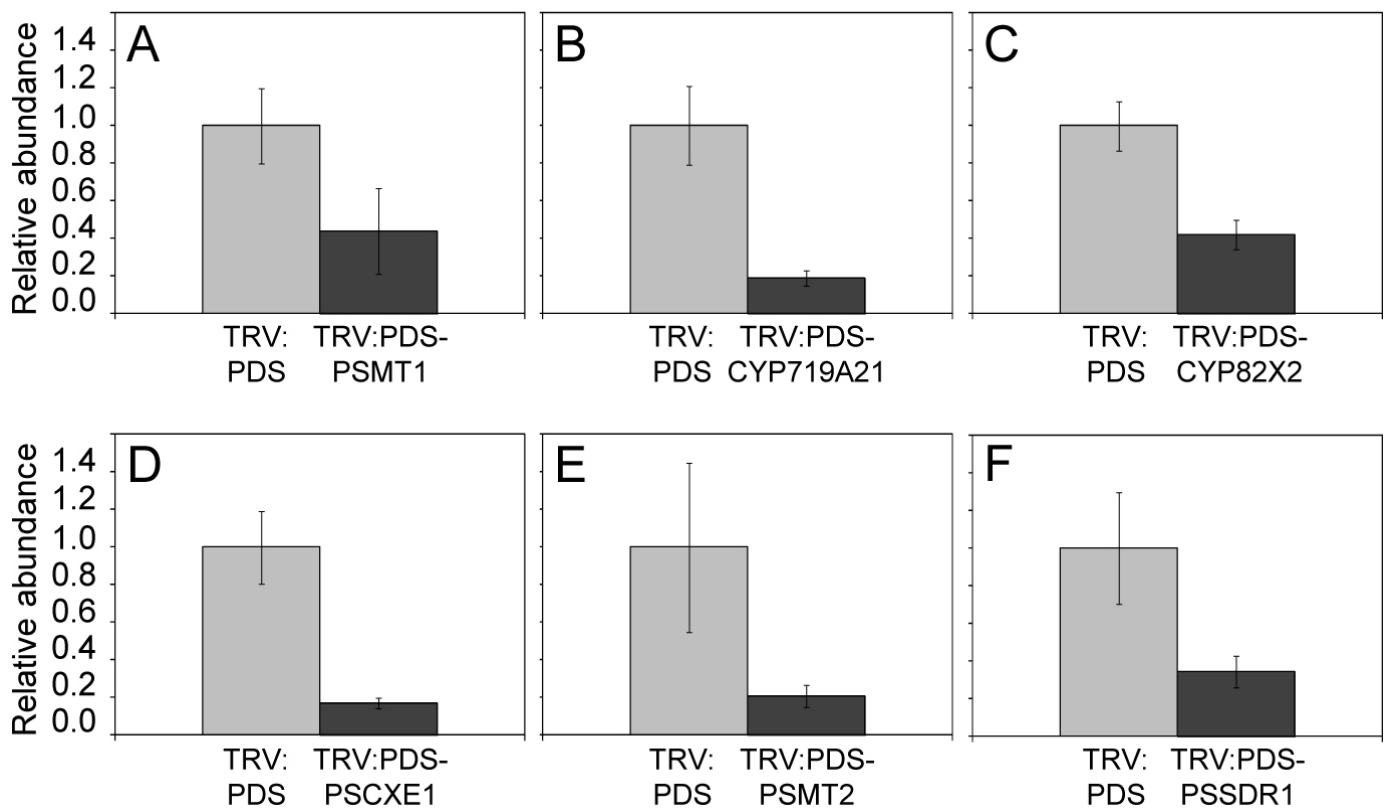 A
Relative abundance
1.4
1.2
1.0
0.8
0.6
0.4
0.2
0.0
TRV: TRV:PDS-
PDS PSMT1
B
TRV: TRV:PDS-
PDS CYP719A21
C
TRV: TRV:PDS-
PDS CYP82X2
D
Relative abundance
1.4
1.2
1.0
0.8
0.6
0.4
0.2
0.0
TRV: TRV:PDS-
PDS PSCXE1
E
TRV: TRV:PDS-
PDS PSMT2
F
TRV: TRV:PDS-
PDS PSSDR1